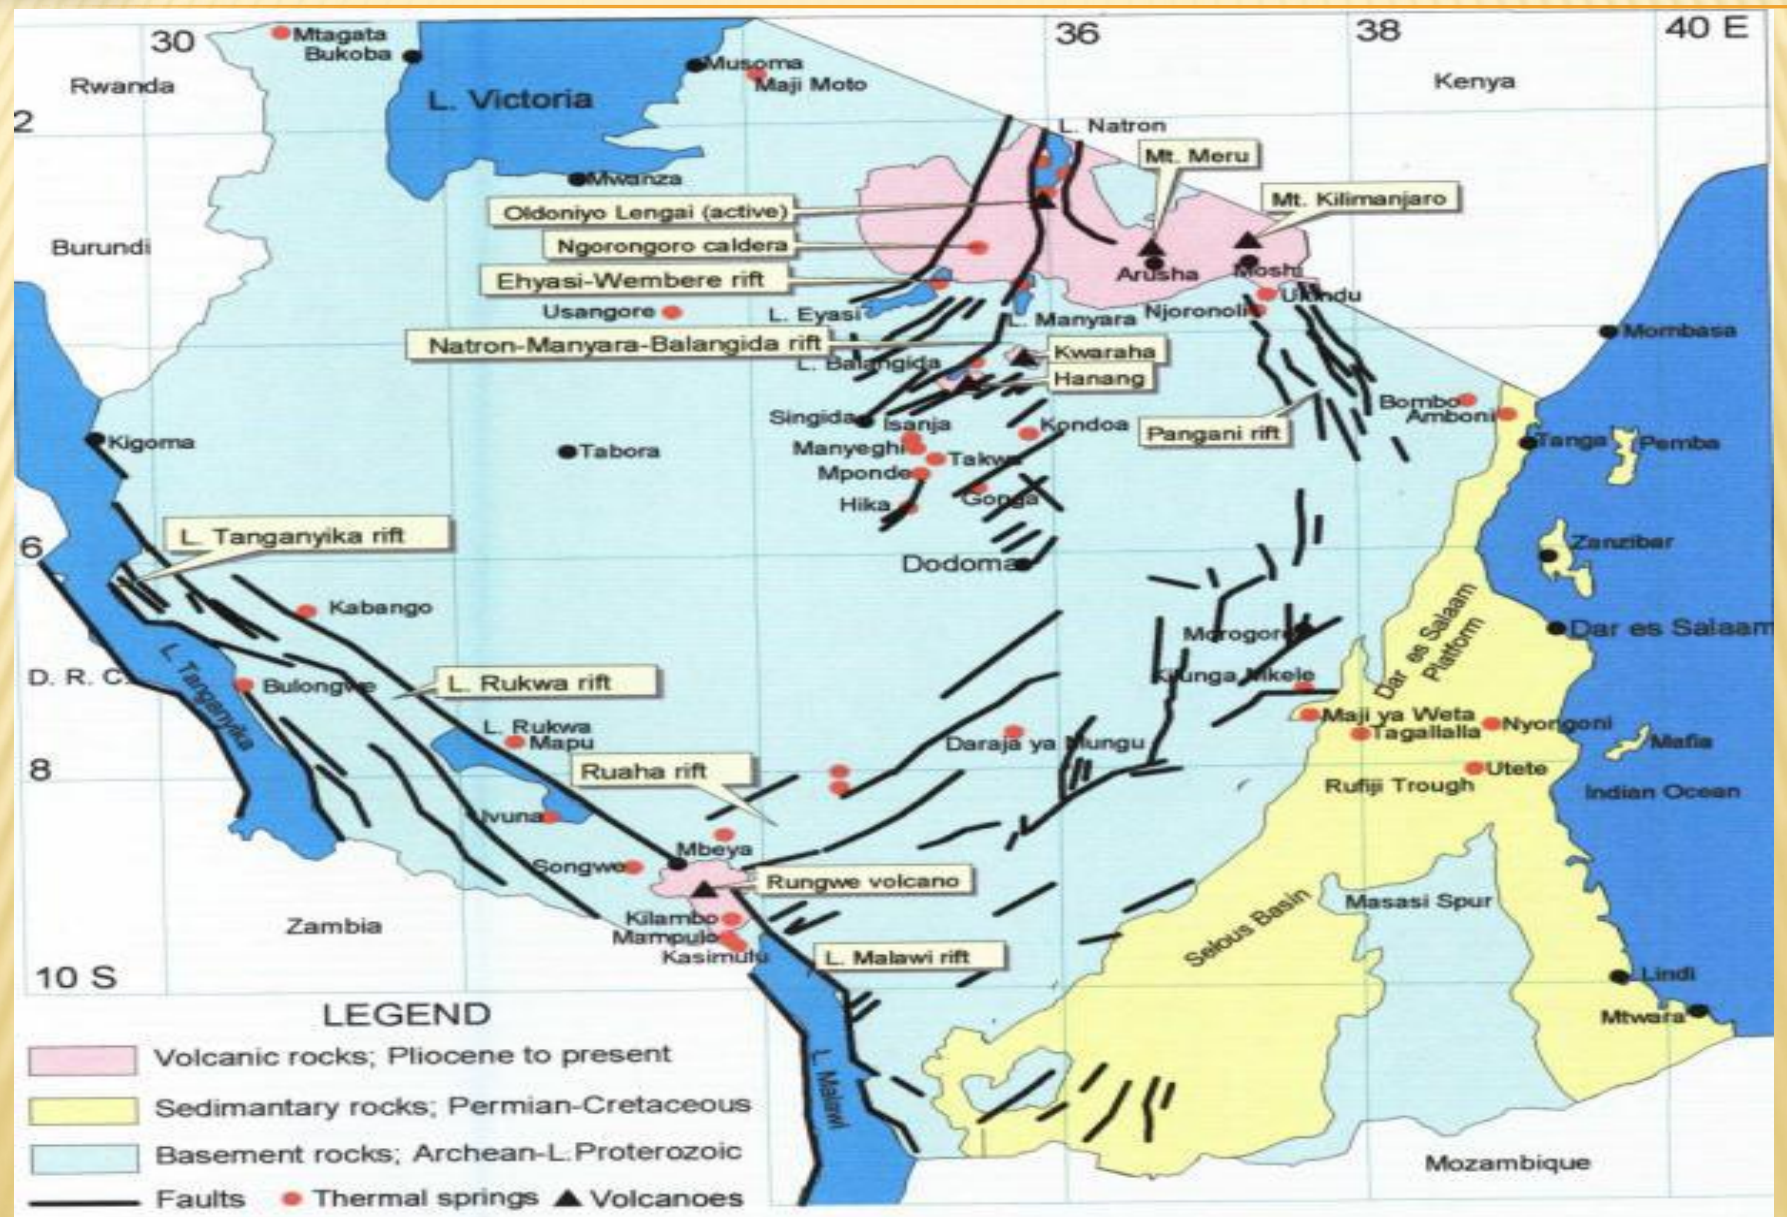 30
36
38
40 E
Mtagata
Bukoba
Musoma
Maji Moto
Rwanda
Kenya
L. Victoria
2
L. Natron
Mt. Meru
Mwanza
Mt. Kilimanjaro
Oldoniyo Lengai (active)
Burundi
Ngorongoro caldera
Arusha
Moshi
Ehyasi-Wembere rift
Usangore
L. Eyasi
L. Manyara
Njoronoli
Mombasa
Natron-Manyara-Balangida rift
L. Balangida
Kwaraha
Hanang
Bombo
Amboni
Singida
Isanja
Kondoa
Pangani rift
Kigoma
Tabora
Manyeghi
Takwa
Tanga
Pemba
Mponde
Gonga
Hika
L. Tanganyika rift
6
Zanzibar
Dodoma
Kabango
Dar es Salaam
Platform
Morogoro
Dar es Salaam
D. R. C.
L. Tanganyika
Bulongwe
L. Rukwa rift
Maji ya Weta
Nyongoni
L. Rukwa
Mapu
Tagallalla
Mafia
Daraja ya Mungu
8
Ruaha rift
Utete
Rufiji Trough
Indian Ocean
Ivuna
Mbeya
Songwe
Rungwe volcano
Masasi Spur
Zambia
Kilambo
Mampulo
Kasimulu
L. Malawi rift
Selous Basin
10 S
Lindi
Mtwara
L. Malawi
Mozambique
LEGEND
Volcanic rocks; Pliocene to present
Sedimantary rocks; Permian-Cretaceous
Basement rocks; Archean-L.Proterozoic
Faults Thermal springs Volcanoes